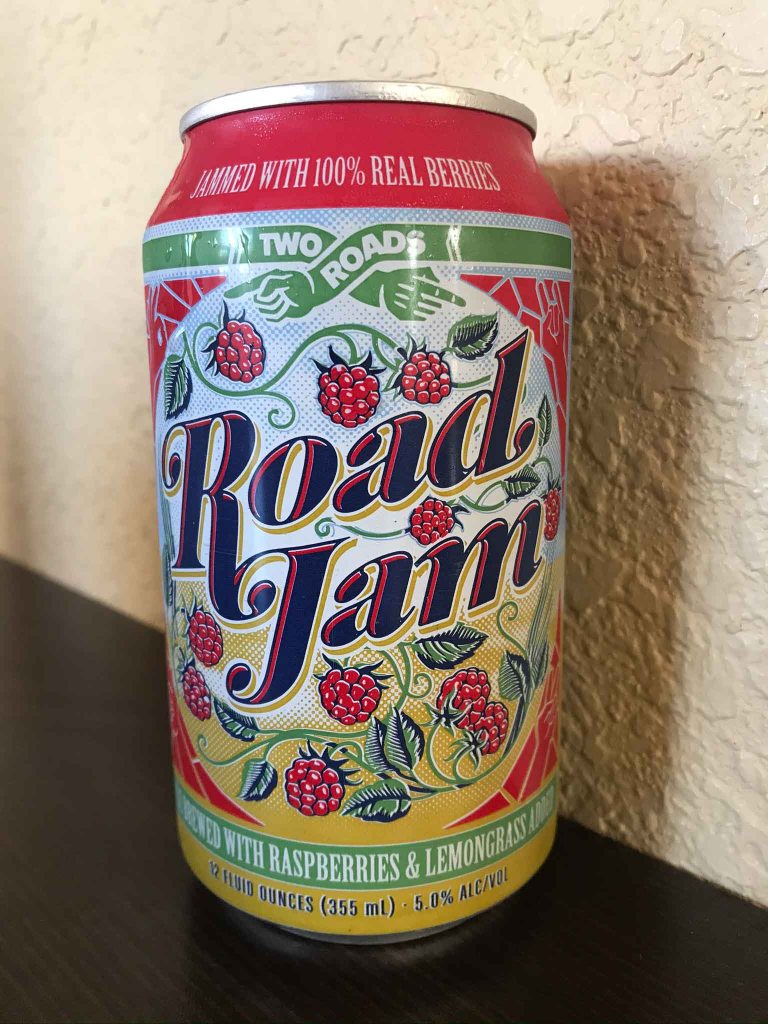 JAMMED WITH 100% REAL BERRIES
TWO ROADS
Road
Jam
BREWED WITH RASPBERRIES & LEMONGRASS ADDED
12 FLUID OUNCES (355 mL) · 5.0% ALC/VOL